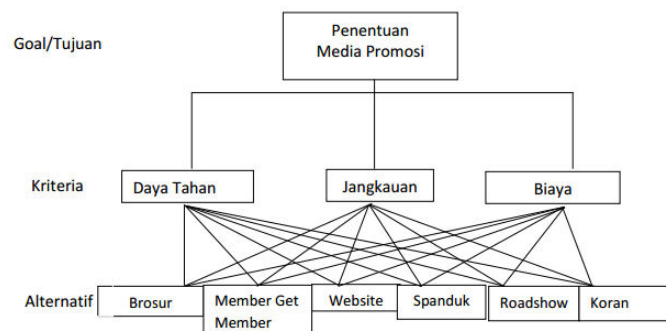 Goal/Tujuan
Penentuan
Media Promosi
Kriteria
Daya Tahan
Jangkauan
Biaya
Alternatif
Brosur
Member Get
Member
Website
Spanduk
Roadshow
Koran